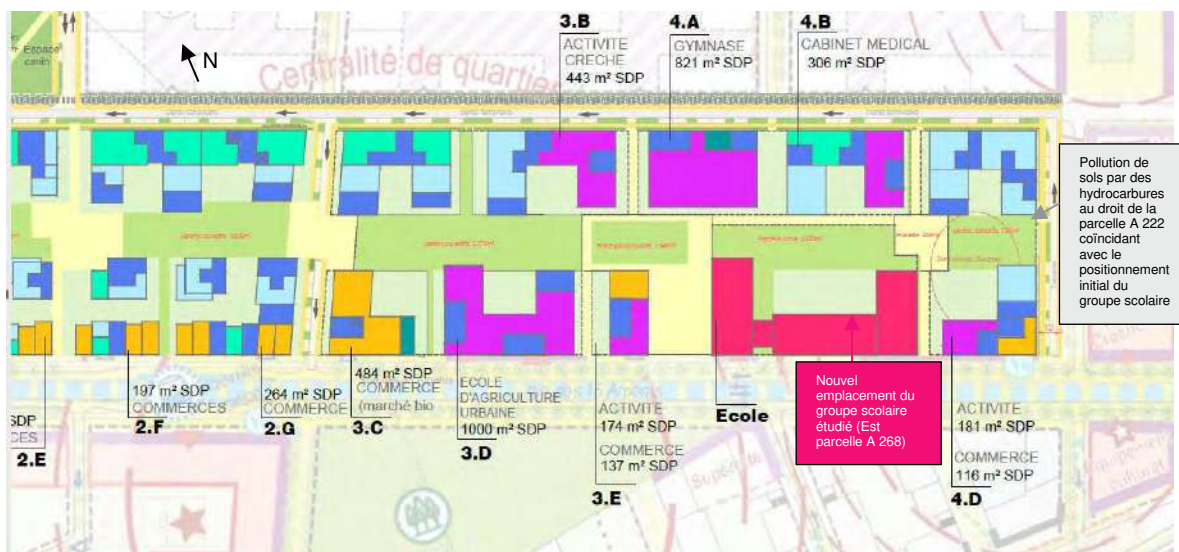 3.B
ACTIVITE
CRECHE
443 m² SDP
4.A
GYMNASE
821 m² SDP
4.B
CABINET MEDICAL
306 m² SDP
Espace
canin
N
Centralité de quartie
Pollution de
sols par des
hydrocarbures
au droit de la
parcelle A 222
coïncidant
avec le
positionnement
initial du
groupe scolaire
SDP
CES
2.E
197 m² SDP
COMMERCES
2.F
264 m² SDP
COMMERCE
2.G
484 m² SDP
COMMERCE
(marché bio
3.C
ECOLE
D'AGRICULTURE
URBAINE
1000 m² SDP
3.D
ACTIVITE
174 m² SDP
COMMERCE
137 m² SDP
3.E
Ecole
Nouvel
emplacement du
groupe scolaire
étudié (Est
parcelle A 268)
ACTIVITE
181 m² SDP
COMMERCE
116 m² SDP
4.D